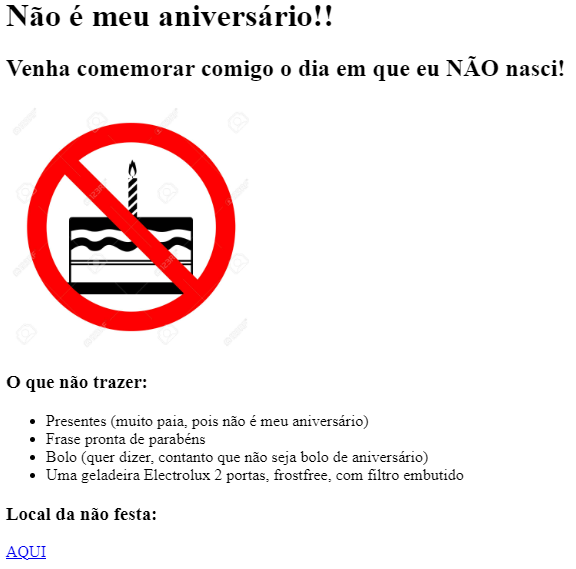 Não é meu aniversário!!
Venha comemorar comigo o dia em que eu NÃO nasci!
O que não trazer:
Presentes (muito paia, pois não é meu aniversário)
Frase pronta de parabéns
Bolo (quer dizer, contanto que não seja bolo de aniversário)
Uma geladeira Electrolux 2 portas, frostfree, com filtro embutido
Local da não festa:
AQUI